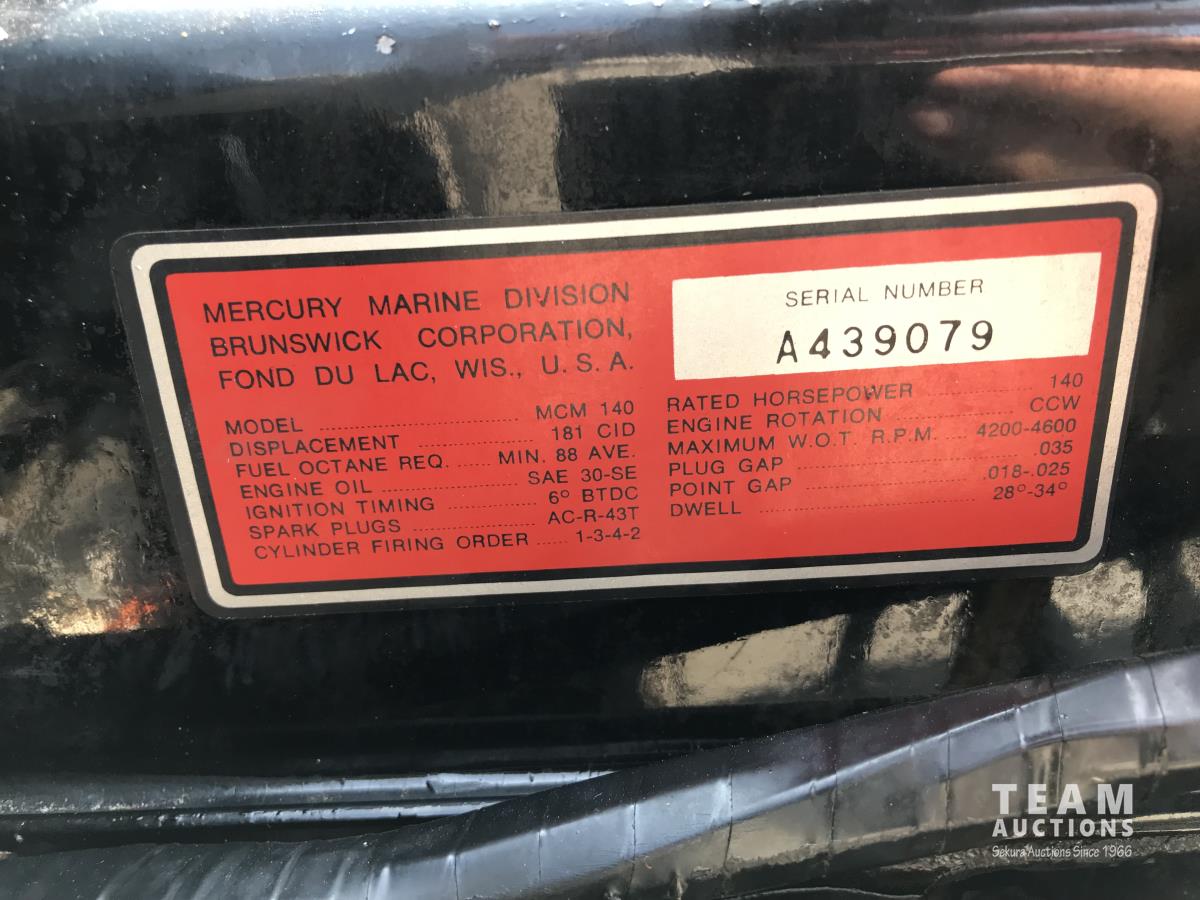 MERCURY MARINE DIVISION
BRUNSWICK CORPORATION,
FOND DU LAC, WIS., U. S. A.
MODEL .......... MCM 140
DISPLACEMENT .......... 181 CID
FUEL OCTANE REQ. ...... MIN. 88 AVE.
ENGINE OIL .......... SAE 30-SE
IGNITION TIMING .......... 6° BTDC
SPARK PLUGS .......... AC-R-43T
CYLINDER FIRING ORDER ...... 1-3-4-2
SERIAL NUMBER
A439079
RATED HORSEPOWER .......... 140
ENGINE ROTATION .......... CCW
MAXIMUM W.O.T. R.P.M. .... 4200-4600
PLUG GAP .......... .035
POINT GAP .......... .018-.025
DWELL .......... 28°-34°
TEAM
AUCTIONS
Sekura Auctions Since 1966